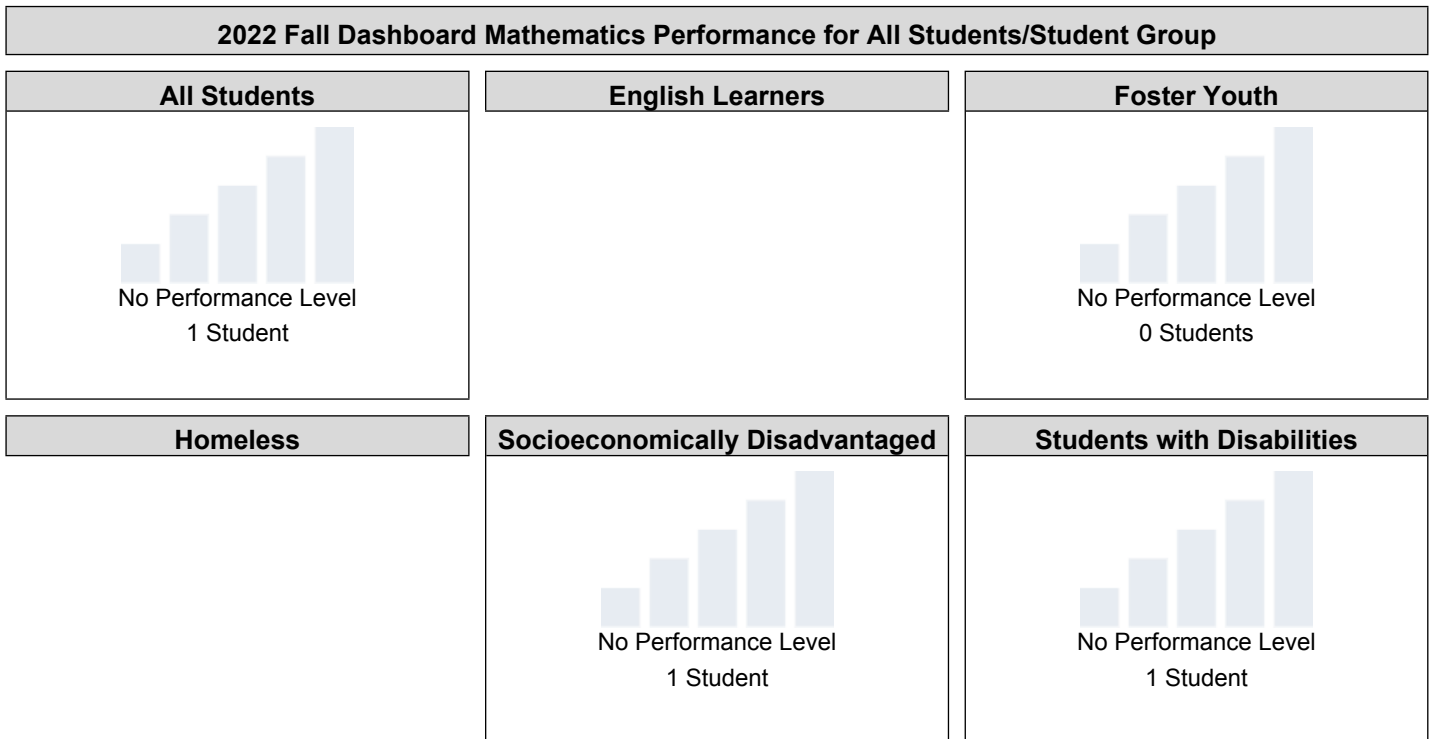 2022 Fall Dashboard Mathematics Performance for All Students/Student Group
All Students
No Performance Level
1 Student
English Learners
Foster Youth
No Performance Level
0 Students
Homeless
Socioeconomically Disadvantaged
No Performance Level
1 Student
Students with Disabilities
No Performance Level
1 Student